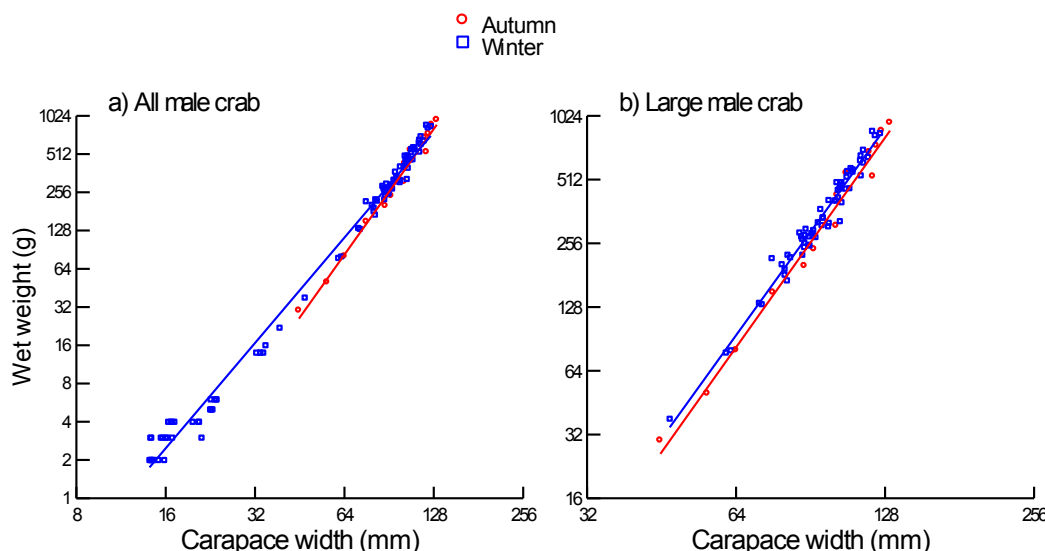 Autumn
Winter
a) All male crab
b) Large male crab
1024
512
256
128
64
32
16
8
4
2
1
Wet weight (g)
8 16 32 64 128 256
Carapace width (mm)
1024
512
256
128
64
32
16
32 64 128 256
Carapace width (mm)